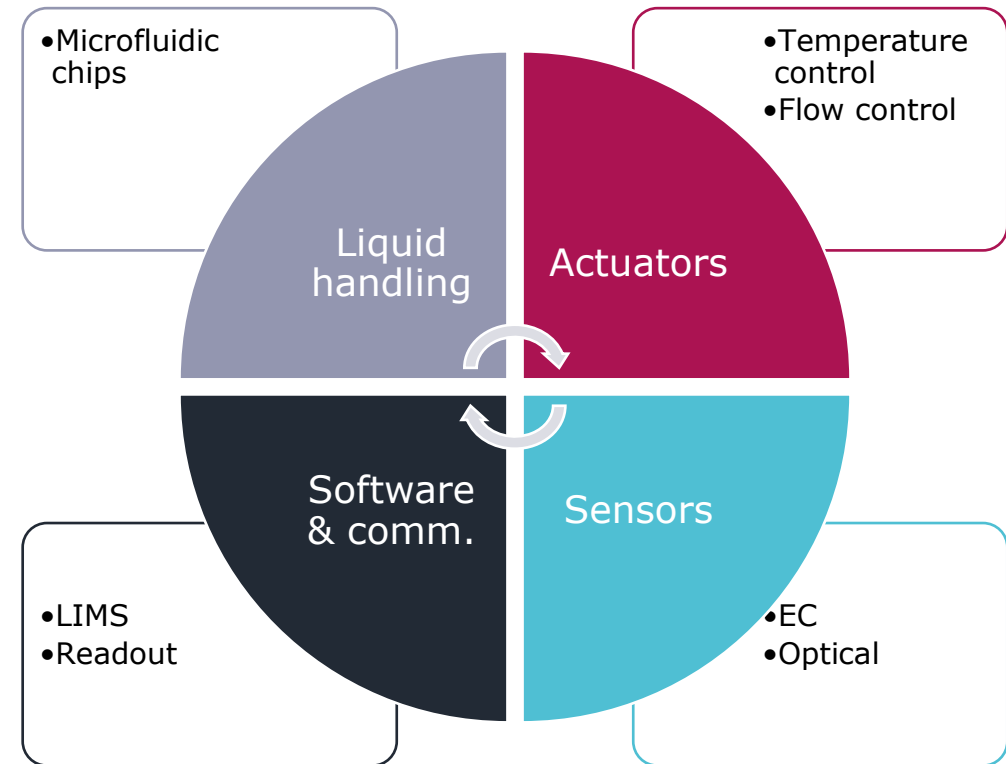 •Microfluidic
chips
•Temperature
control
•Flow control
Liquid
handling
Actuators
Software
& comm.
Sensors
•LIMS
•Readout
•EC
•Optical